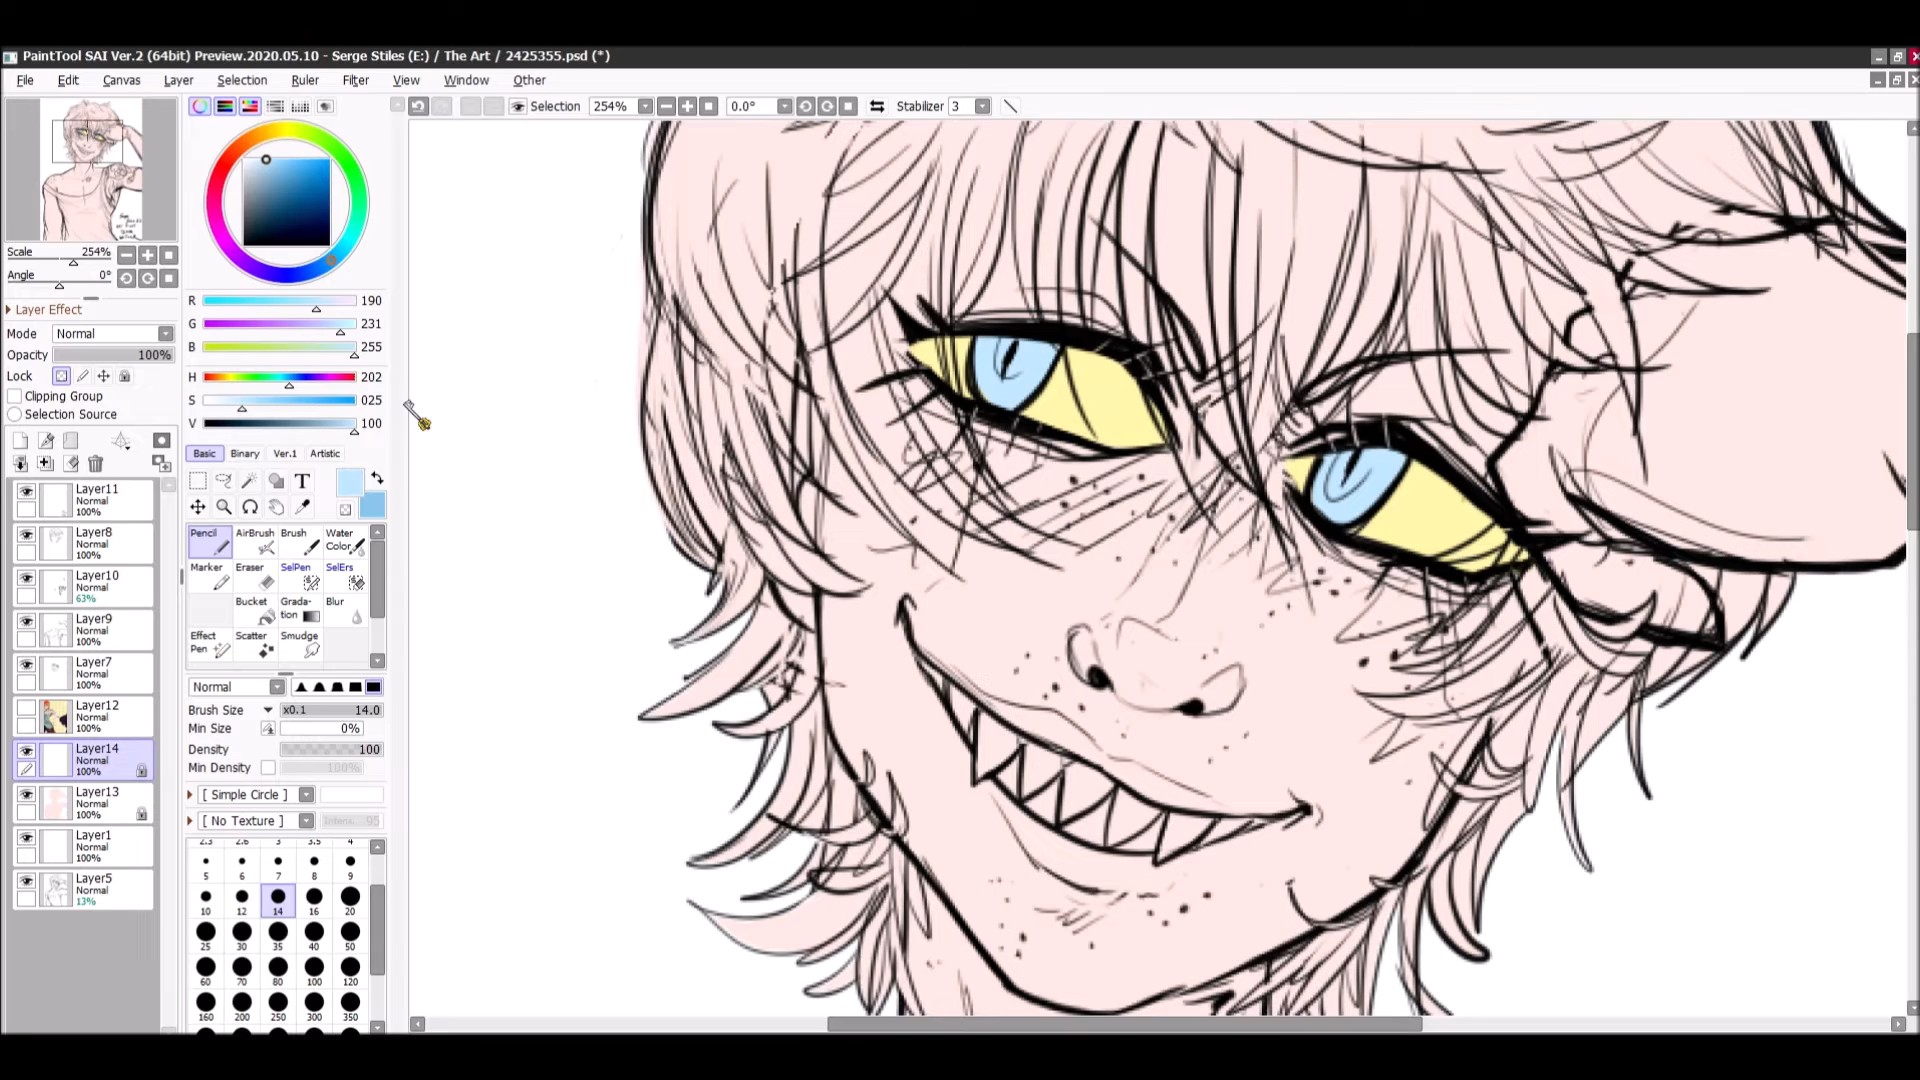 PaintTool SAI Ver.2 (64bit) Preview.2020.05.10 - Serge Stiles (E:) / The Art / 2425355.psd (*)
File Edit Canvas Layer Selection Ruler Filter View Window Other
Selection 254% 0.0° Stabilizer 3
Scale 254%
Angle 0°
Layer Effect
Mode Normal
Opacity 100%
Lock
Clipping Group
Selection Source
Layer11
Normal
100%
Layer8
Normal
100%
Layer10
Normal
63%
Layer9
Normal
100%
Layer7
Normal
100%
Layer12
Normal
100%
Layer14
Normal
100%
Layer13
Normal
100%
Layer1
Normal
100%
Layer5
Normal
13%
R 190
G 231
B 255
H 202
S 025
V 100
Basic Binary Ver.1 Artistic
T
Pencil AirBrush Brush Water Color
Marker Eraser SelPen SelErs
Bucket Grada-tion Blur
Effect Pen Scatter Smudge
Normal
Brush Size x0.1 14.0
Min Size 0%
Density 100
Min Density 100%
[ Simple Circle ]
[ No Texture ] Intens. 95
2.3 2.6 3 3.5 4
5 6 7 8 9
10 12 14 16 20
25 30 35 40 50
60 70 80 100 120
160 200 250 300 350